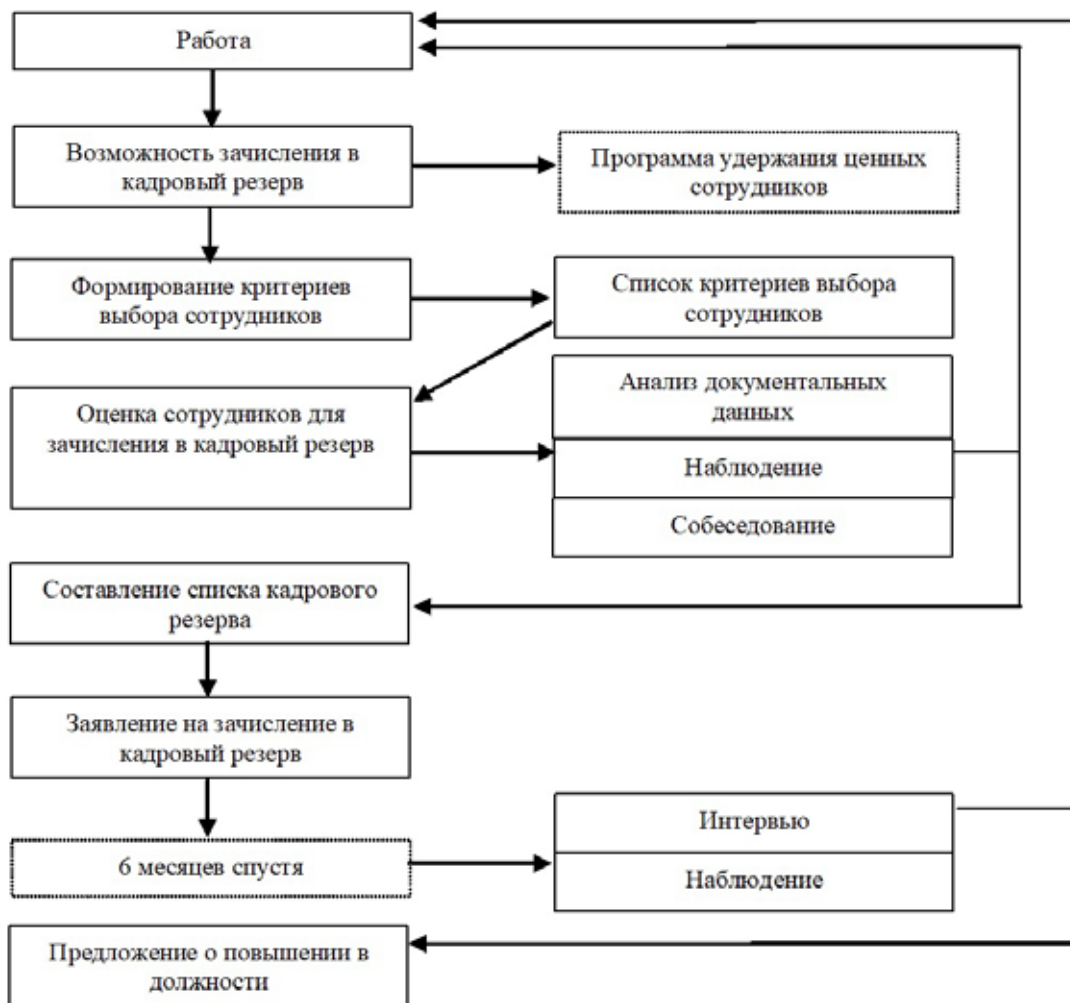 Работа
Возможность зачисления в
кадровый резерв
Программа удержания ценных
сотрудников
Формирование критериев
выбора сотрудников
Список критериев выбора
сотрудников
Оценка сотрудников для
зачисления в кадровый резерв
Анализ документальных
данных
Наблюдение
Собеседование
Составление списка кадрового
резерва
Заявление на зачисление в
кадровый резерв
6 месяцев спустя
Интервью
Наблюдение
Предложение о повышении в
должности